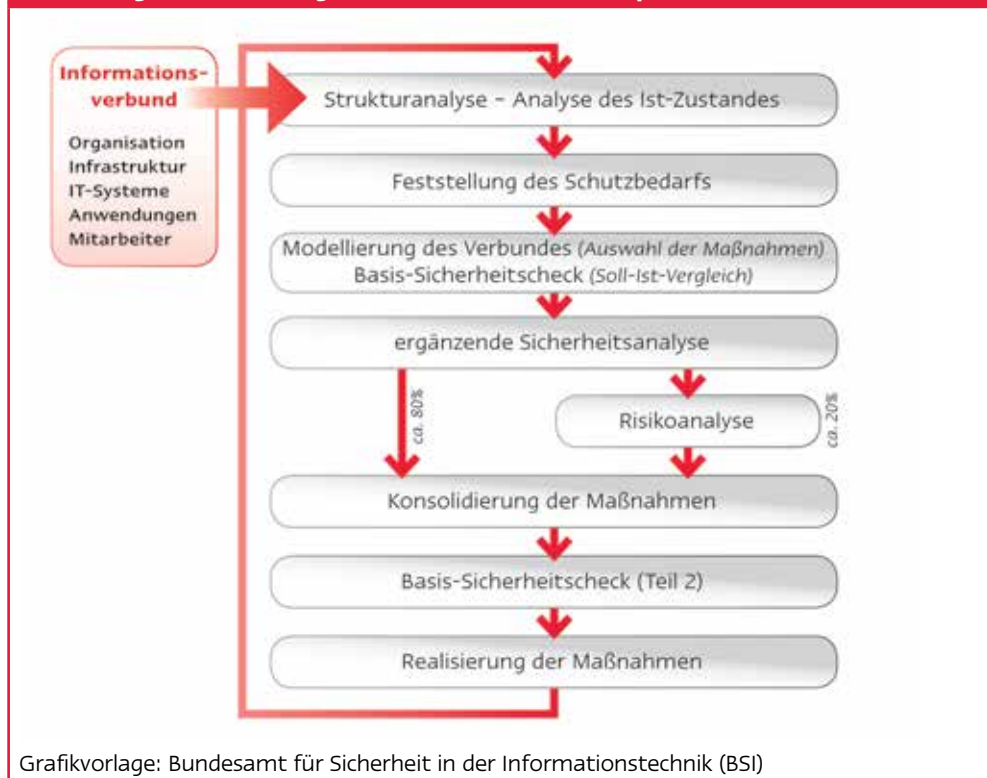 Informations-
verbund
Organisation
Infrastruktur
IT-Systeme
Anwendungen
Mitarbeiter
Strukturanalyse – Analyse des Ist-Zustandes
Feststellung des Schutzbedarfs
Modellierung des Verbundes (Auswahl der Maßnahmen)
Basis-Sicherheitscheck (Soll-Ist-Vergleich)
ergänzende Sicherheitsanalyse
ca. 80%
Risikoanalyse
ca. 20%
Konsolidierung der Maßnahmen
Basis-Sicherheitscheck (Teil 2)
Realisierung der Maßnahmen
Grafikvorlage: Bundesamt für Sicherheit in der Informationstechnik (BSI)